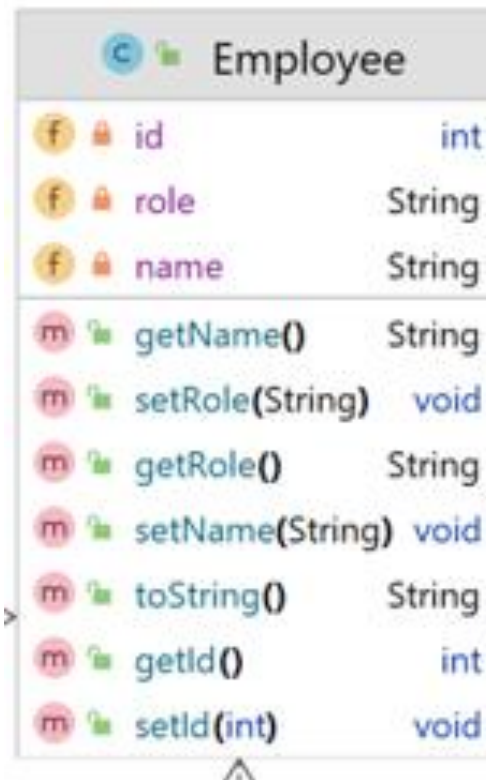 C Employee
f id int
f role String
f name String
m getName() String
m setRole(String) void
m getRole() String
m setName(String) void
m toString() String
m getId() int
m setId(int) void